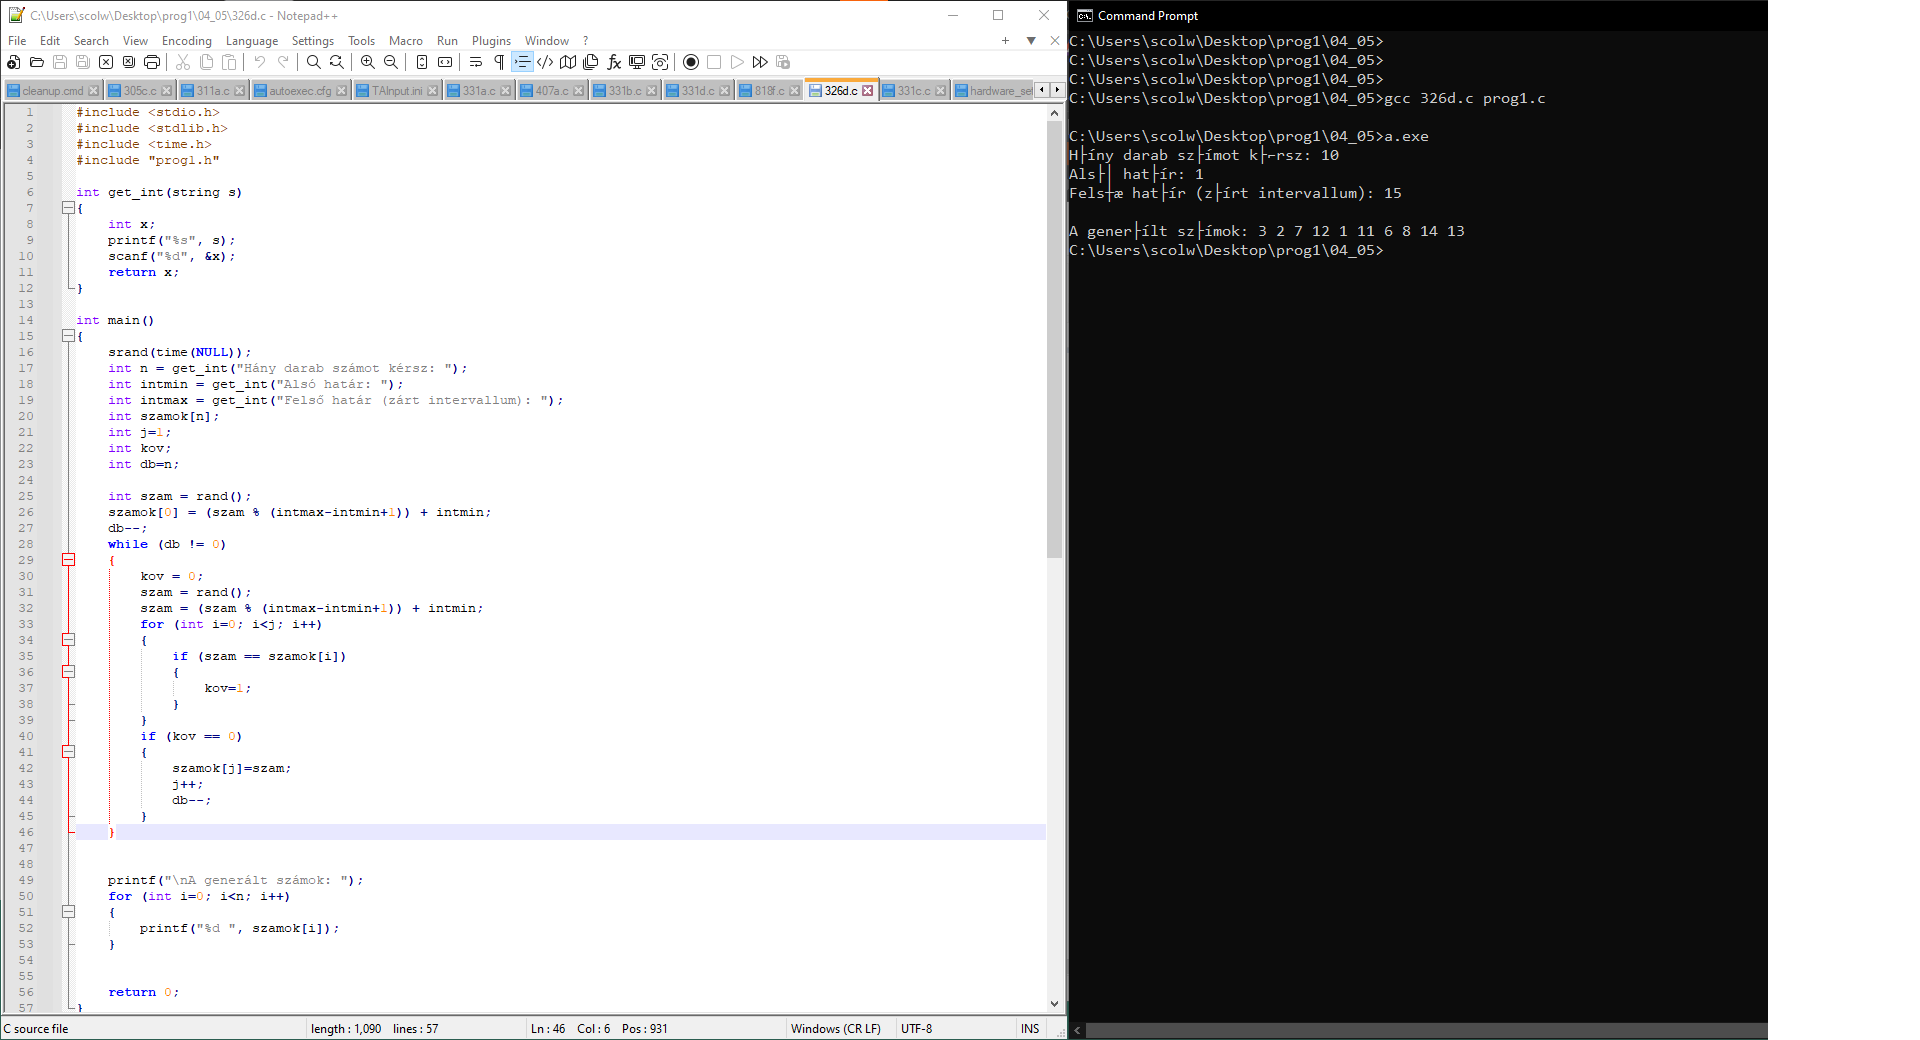 C:\Users\scolw\Desktop\prog1\04_05\326d.c - Notepad++
File Edit Search View Encoding Language Settings Tools Macro Run Plugins Window ?
cleanup.cmd 305c.c 311a.c autoexec.cfg TAInput.ini 331a.c 407a.c 331b.c 331d.c 818f.c 326d.c 331c.c hardware_set
1 #include <stdio.h>
2 #include <stdlib.h>
3 #include <time.h>
4 #include "prog1.h"
5
6 int get_int(string s)
7 {
8 int x;
9 printf("%s", s);
10 scanf("%d", &x);
11 return x;
12 }
13
14 int main()
15 {
16 srand(time(NULL));
17 int n = get_int("Hány darab számot kérsz: ");
18 int intmin = get_int("Alsó határ: ");
19 int intmax = get_int("Felső határ (zárt intervallum): ");
20 int szamok[n];
21 int j=1;
22 int kov;
23 int db=n;
24
25 int szam = rand();
26 szamok[0] = (szam % (intmax-intmin+1)) + intmin;
27 db--;
28 while (db != 0)
29 {
30 kov = 0;
31 szam = rand();
32 szam = (szam % (intmax-intmin+1)) + intmin;
33 for (int i=0; i<j; i++)
34 {
35 if (szam == szamok[i])
36 {
37 kov=1;
38 }
39 }
40 if (kov == 0)
41 {
42 szamok[j]=szam;
43 j++;
44 db--;
45 }
46 }
47
48
49 printf("\nA generált számok: ");
50 for (int i=0; i<n; i++)
51 {
52 printf("%d ", szamok[i]);
53 }
54
55
56 return 0;
57 }
C source file length : 1,090 lines : 57 Ln : 46 Col : 6 Pos : 931 Windows (CR LF) UTF-8 INS
Command Prompt
C:\Users\scolw\Desktop\prog1\04_05>
C:\Users\scolw\Desktop\prog1\04_05>
C:\Users\scolw\Desktop\prog1\04_05>
C:\Users\scolw\Desktop\prog1\04_05>gcc 326d.c prog1.c
C:\Users\scolw\Desktop\prog1\04_05>a.exe
H├íny darab sz├ímot k├⌐rsz: 10
Als├│ hat├ír: 1
Fels┼æ hat├ír (z├írt intervallum): 15
A gener├ílt sz├ímok: 3 2 7 12 1 11 6 8 14 13
C:\Users\scolw\Desktop\prog1\04_05>